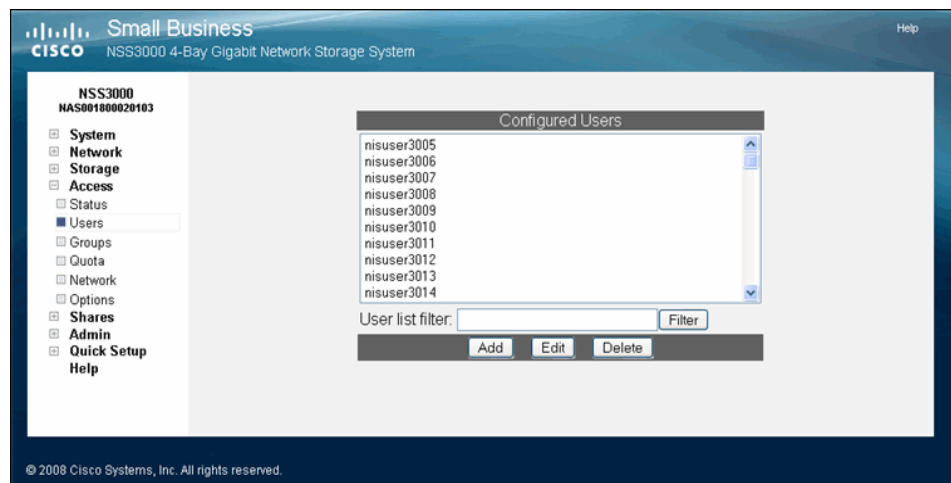 Small Business
Help
CISCO NSS3000 4-Bay Gigabit Network Storage System
NSS3000
NAS001800020103
System
Network
Storage
Access
Status
Users
Groups
Quota
Network
Options
Shares
Admin
Quick Setup
Help
Configured Users
nisuser3005
nisuser3006
nisuser3007
nisuser3008
nisuser3009
nisuser3010
nisuser3011
nisuser3012
nisuser3013
nisuser3014
User list filter: Filter
Add Edit Delete
© 2008 Cisco Systems, Inc. All rights reserved.